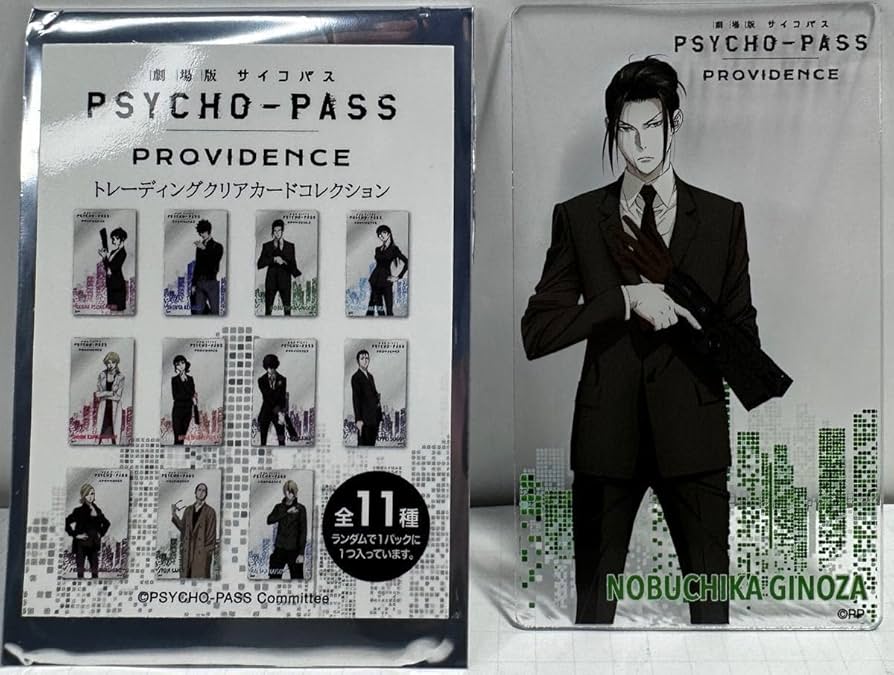 劇場版 サイコパス
PSYCHO-PASS
PROVIDENCE
トレーディングクリアカードコレクション
全11種
ランダムで1パックに
1つ入っています。
©PSYCHO-PASS Committee
劇場版 サイコパス
PSYCHO-PASS
PROVIDENCE
NOBUCHIKA GINOZA
©PP